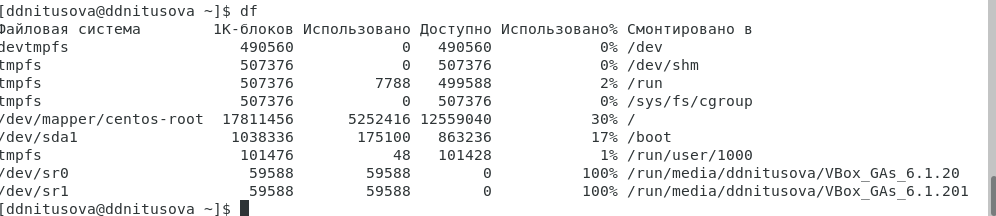 [ddnitusova@ddnitusova ~]$ df
Файловая система 1K-блоков Использовано Доступно Использовано% Смонтировано в
devtmpfs 490560 0 490560 0% /dev
tmpfs 507376 0 507376 0% /dev/shm
tmpfs 507376 7788 499588 2% /run
tmpfs 507376 0 507376 0% /sys/fs/cgroup
/dev/mapper/centos-root 17811456 5252416 12559040 30% /
/dev/sda1 1038336 175100 863236 17% /boot
tmpfs 101476 48 101428 1% /run/user/1000
/dev/sr0 59588 59588 0 100% /run/media/ddnitusova/VBox_GAs_6.1.20
/dev/sr1 59588 59588 0 100% /run/media/ddnitusova/VBox_GAs_6.1.201
[ddnitusova@ddnitusova ~]$